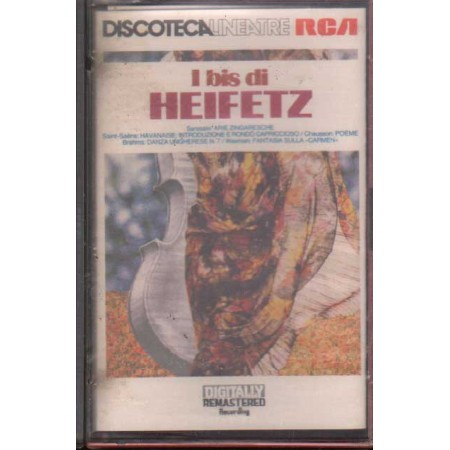 DISCOTECA LINEATRE RCA
I bis di
HEIFETZ
Sarasate: ARIE ZINGARESCHE
Saint-Saëns: HAVANAISE; INTRODUZIONE E RONDÒ CAPRICCIOSO / Chausson: POÈME
Brahms: DANZA UNGHERESE N. 7 / Waxman: FANTASIA SULLA «CARMEN»
DIGITALLY
REMASTERED
Recording